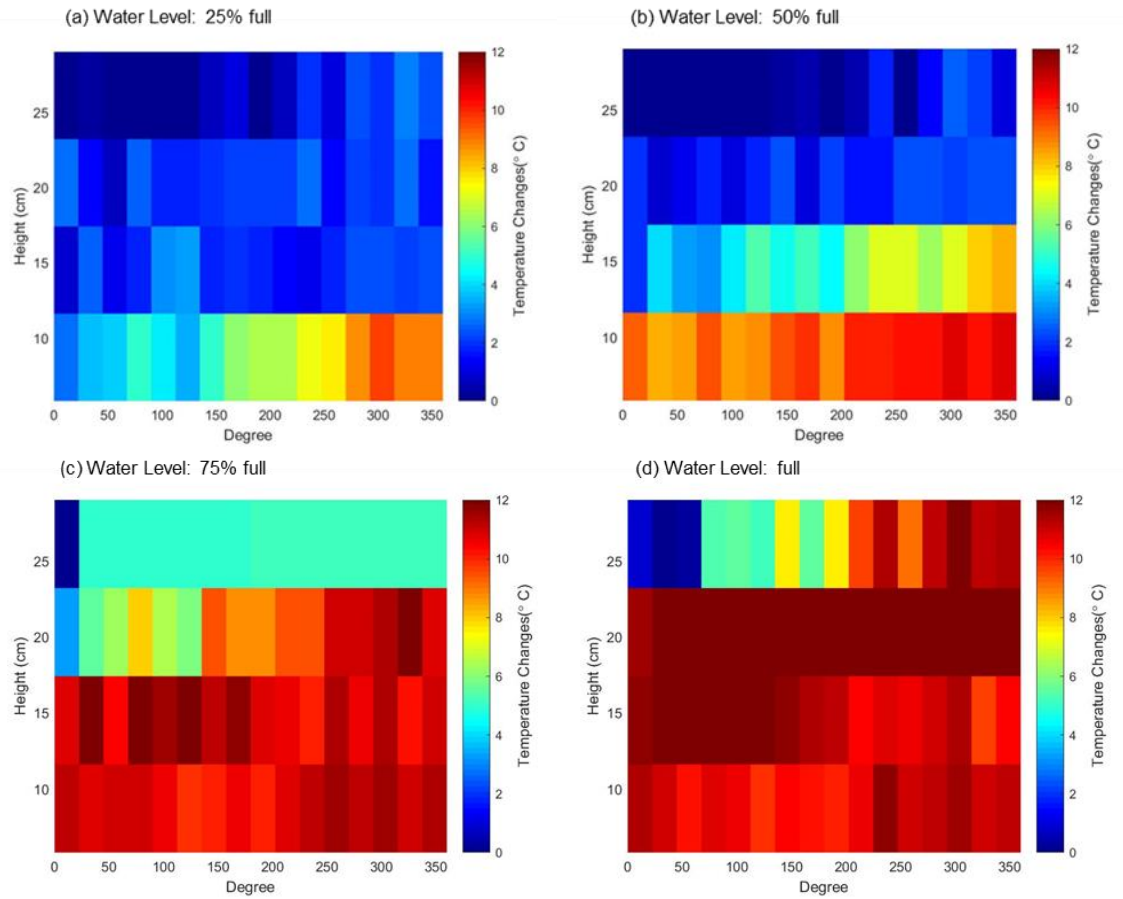 (a) Water Level: 25% full
12
10
8
6
4
2
0
Temperature Changes(° C)
25
20
15
10
Height (cm)
0 50 100 150 200 250 300 350
Degree
(b) Water Level: 50% full
12
10
8
6
4
2
0
Temperature Changes(° C)
25
20
15
10
Height (cm)
0 50 100 150 200 250 300 350
Degree
(c) Water Level: 75% full
12
10
8
6
4
2
0
Temperature Changes(° C)
25
20
15
10
Height (cm)
0 50 100 150 200 250 300 350
Degree
(d) Water Level: full
12
10
8
6
4
2
0
Temperature Changes(° C)
25
20
15
10
Height (cm)
0 50 100 150 200 250 300 350
Degree